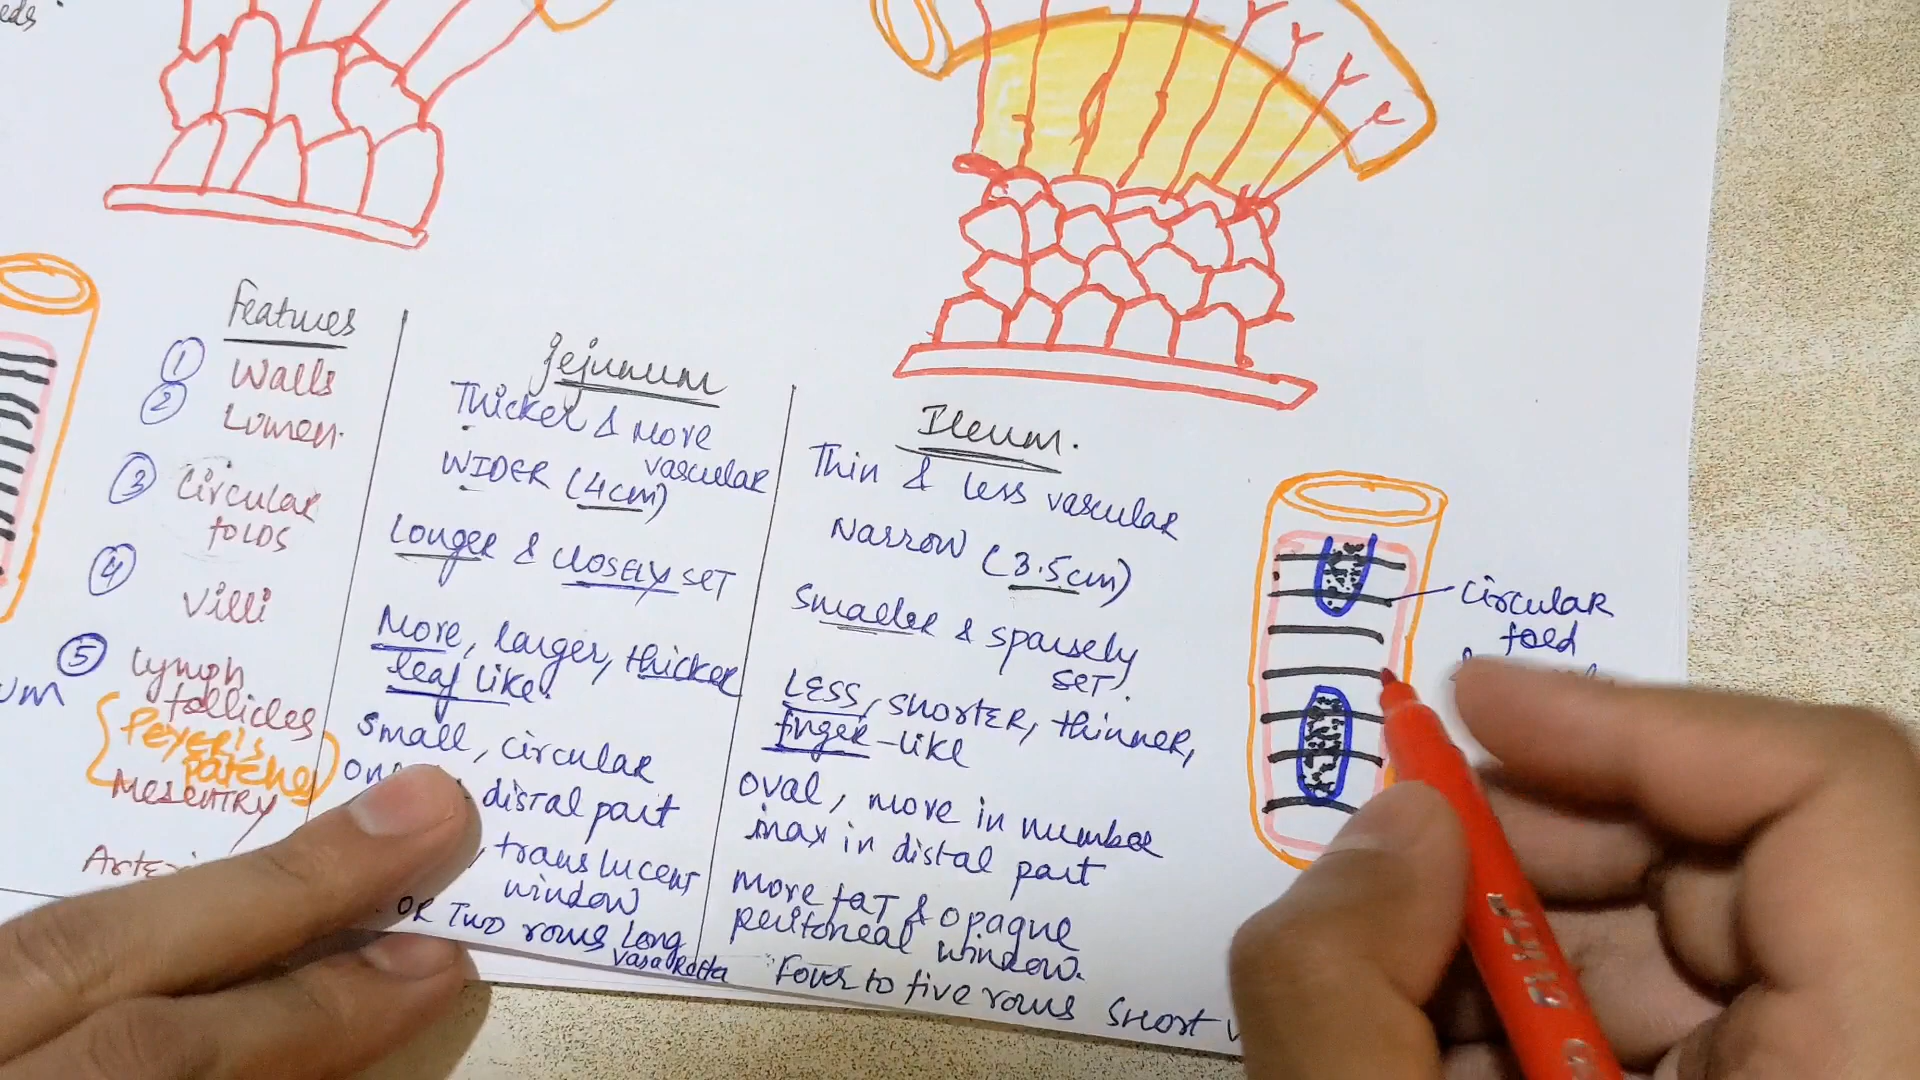 eds
Features
① Walls
② Lumen.
③ Circular
folds
④ Villi
⑤ Lymph
follicles
{Peyer's
patches}
Mesentry
Arteri
um
Jejunum
Thicker & More
vascular
WIDER (4cm)
Longer & closely set
More, larger, thicker
leaf like.
small, circular
distal part
, translucent
window
OR Two rows long
vasa Recta
Ileum.
Thin & less vascular
Narrow (3.5cm)
Smaller & sparsely
set.
LESS, shorter, thinner,
finger-like
oval, more in number
max in distal part
more fat & opaque
peritoneal window.
Four to five rows short v
circular
fold